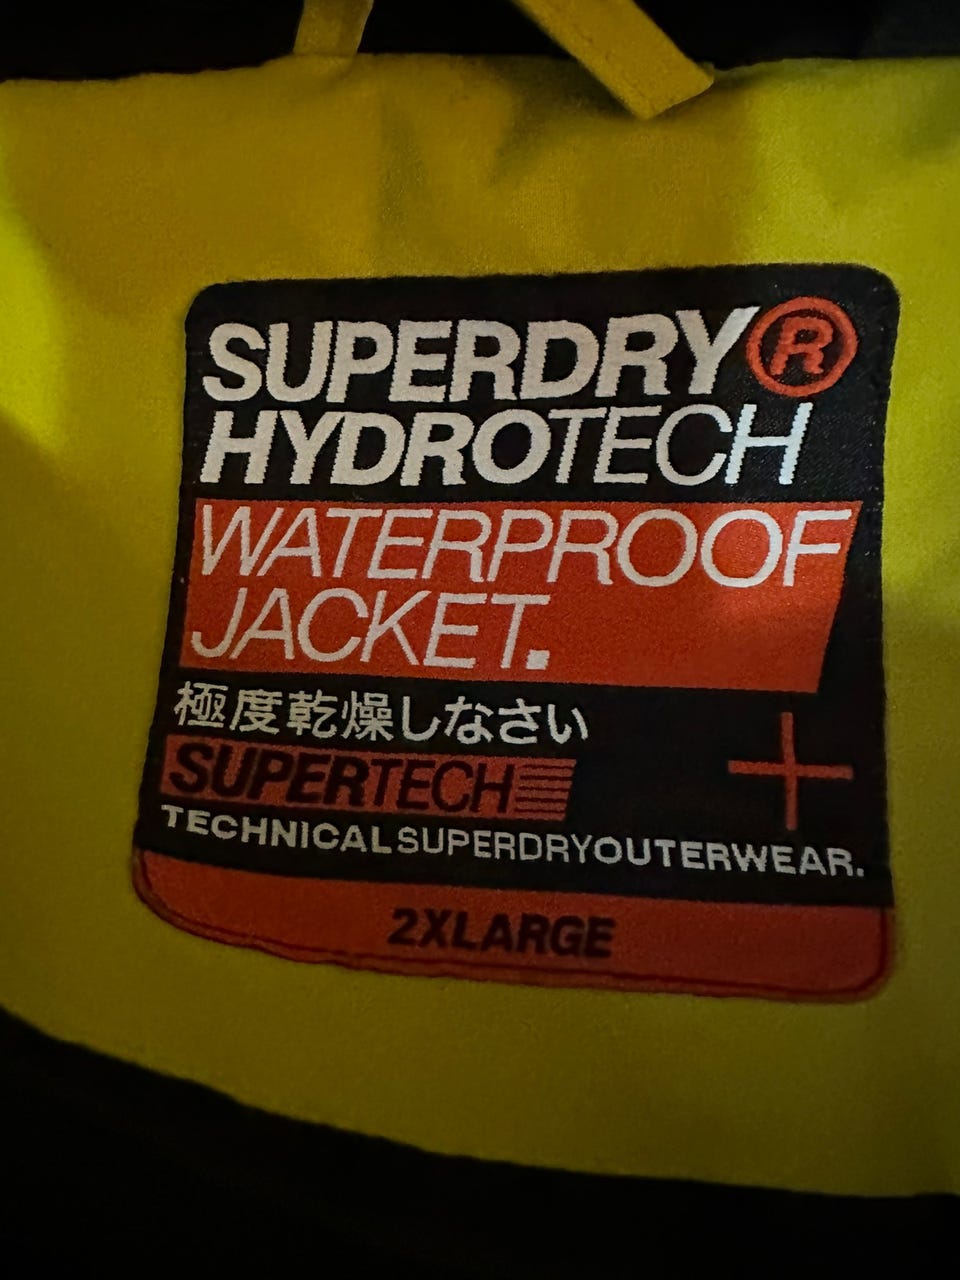 SUPERDRY®
HYDROTECH
WATERPROOF
JACKET.
極度乾燥しなさい
SUPERTECH
TECHNICALSUPERDRYOUTERWEAR.
2XLARGE